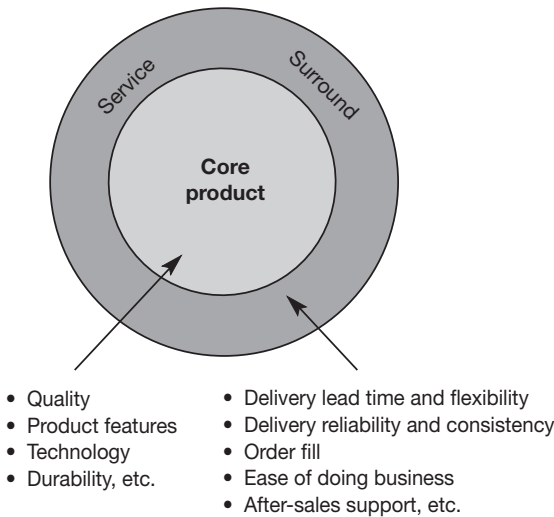 Service
Surround
Core
product
• Quality
• Product features
• Technology
• Durability, etc.
• Delivery lead time and flexibility
• Delivery reliability and consistency
• Order fill
• Ease of doing business
• After-sales support, etc.